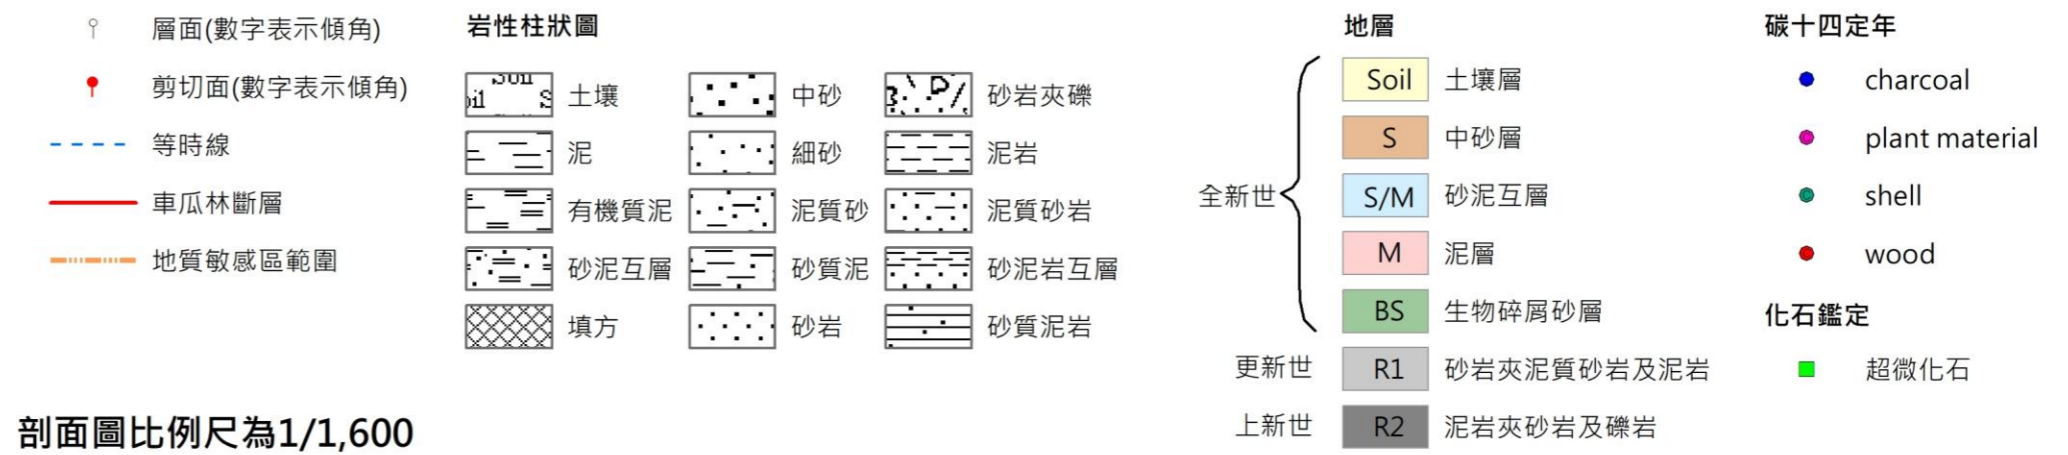 層面(數字表示傾角)
剪切面(數字表示傾角)
等時線
車瓜林斷層
地質敏感區範圍
剖面圖比例尺為1/1,600
岩性柱狀圖
土壤
泥
有機質泥
砂泥互層
填方
中砂
細砂
泥質砂
砂質泥
砂岩
砂岩夾礫
泥岩
泥質砂岩
砂泥岩互層
砂質泥岩
地層
全新世
Soil 土壤層
S 中砂層
S/M 砂泥互層
M 泥層
BS 生物碎屑砂層
更新世 R1 砂岩夾泥質砂岩及泥岩
上新世 R2 泥岩夾砂岩及礫岩
碳十四定年
charcoal
plant material
shell
wood
化石鑑定
超微化石